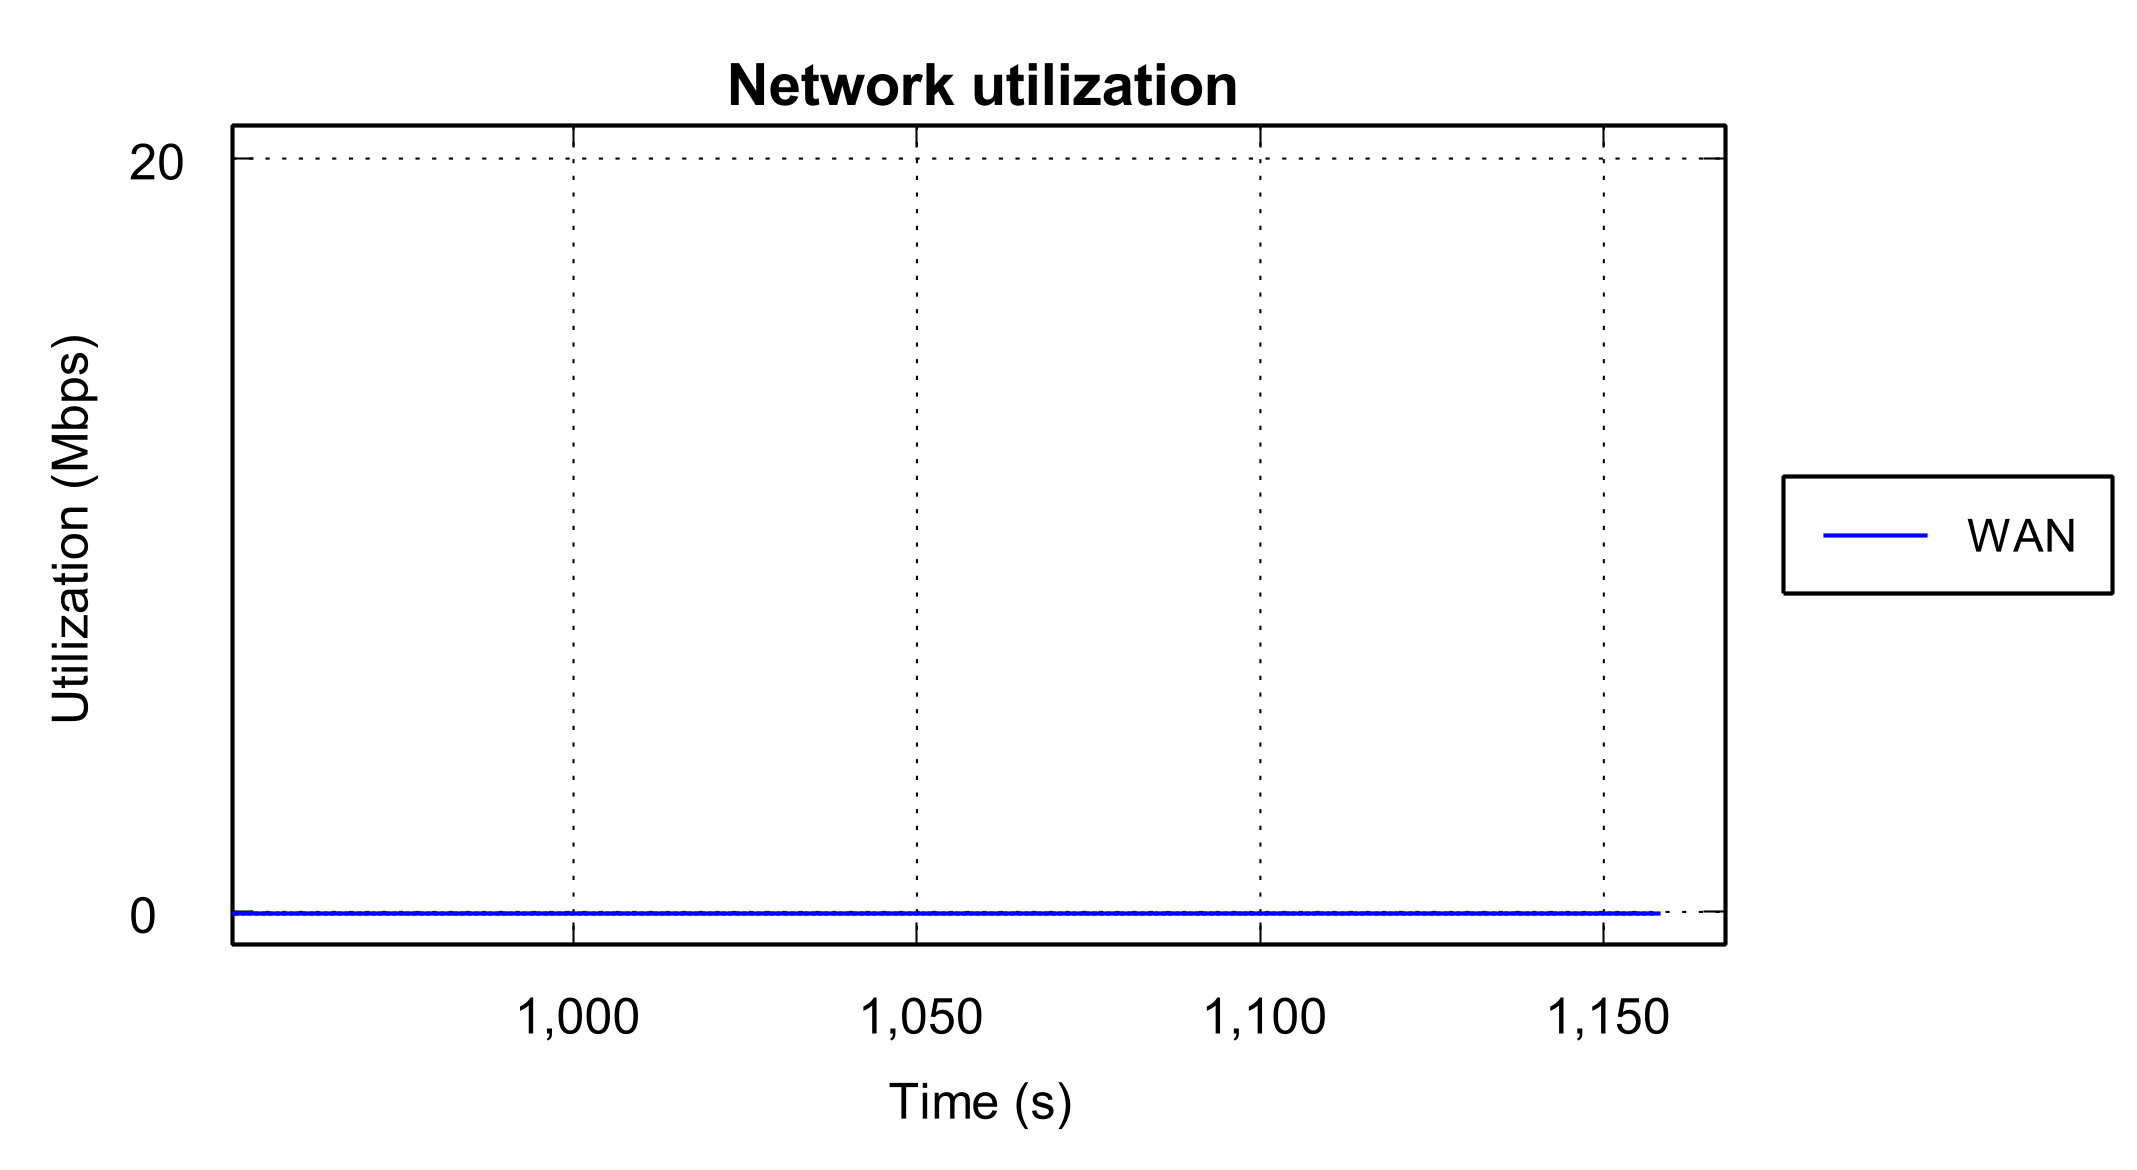 Network utilization
20
Utilization (Mbps)
WAN
0
1,000 1,050 1,100 1,150
Time (s)